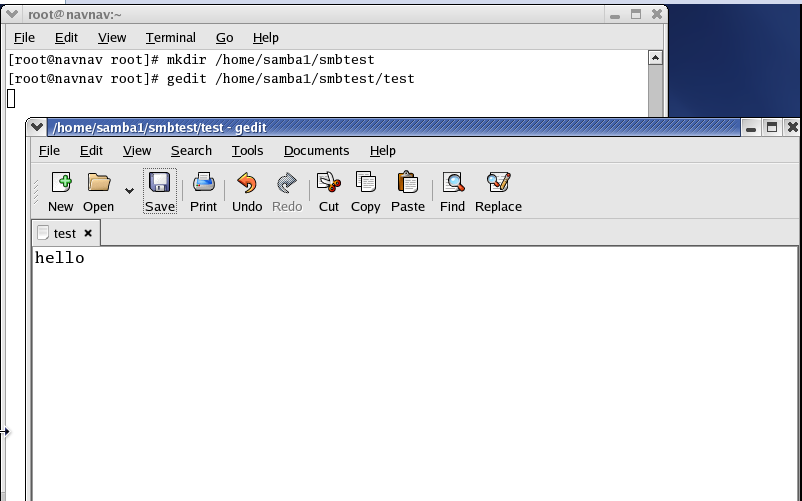 root@navnav:~
File Edit View Terminal Go Help
[root@navnav root]# mkdir /home/samba1/smbtest
[root@navnav root]# gedit /home/samba1/smbtest/test
/home/samba1/smbtest/test - gedit
File Edit View Search Tools Documents Help
New Open Save Print Undo Redo Cut Copy Paste Find Replace
test
hello